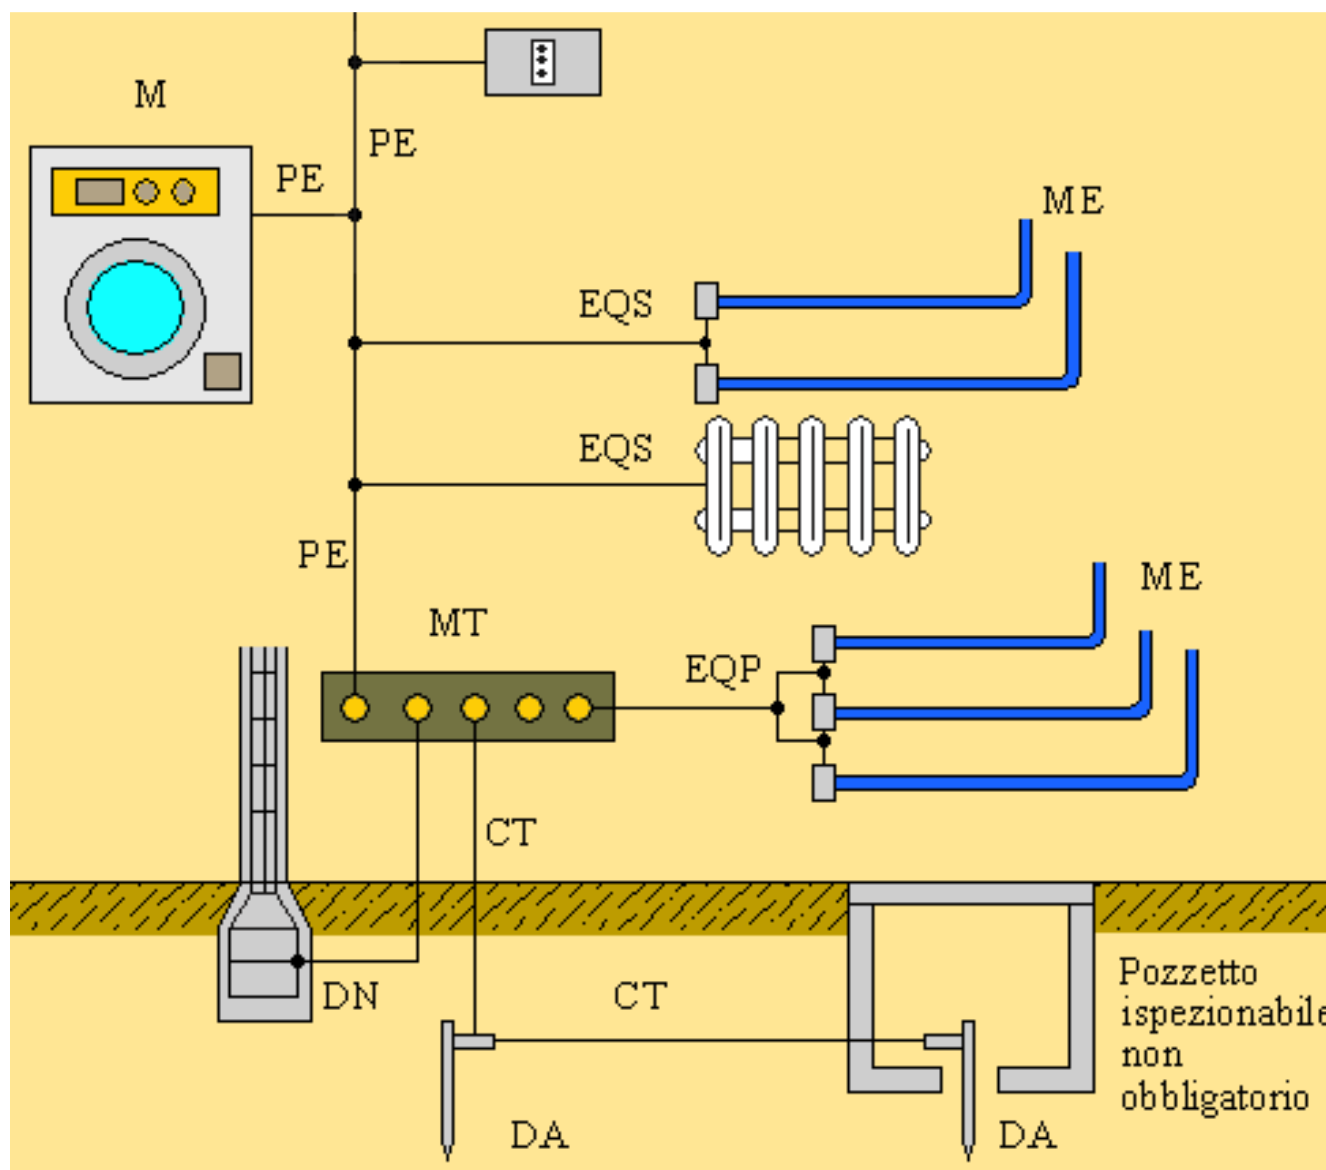 M
PE
PE
ME
EQS
EQS
PE
ME
MT
EQP
CT
DN
CT
Pozzetto
ispezionabile
non
obbligatorio
DA
DA